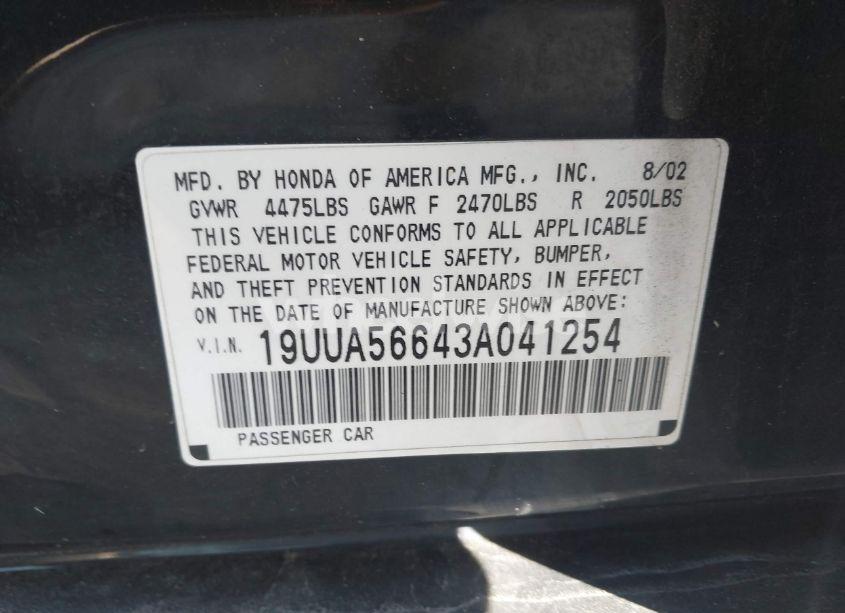 MFD. BY HONDA OF AMERICA MFG., INC. 8/02
GVWR 4475LBS GAWR F 2470LBS R 2050LBS
THIS VEHICLE CONFORMS TO ALL APPLICABLE
FEDERAL MOTOR VEHICLE SAFETY, BUMPER,
AND THEFT PREVENTION STANDARDS IN EFFECT
ON THE DATE OF MANUFACTURE SHOWN ABOVE:
V.I.N. 19UUA56643A041254
PASSENGER CAR